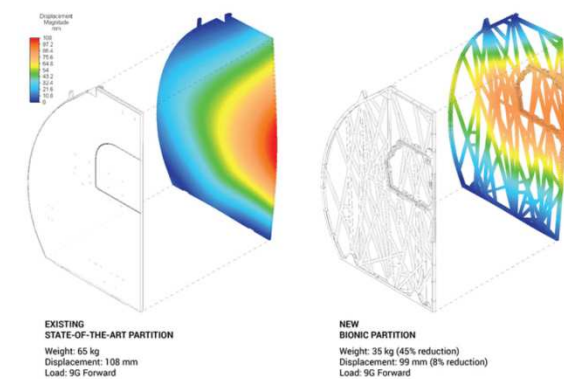 Displacement
Magnitude
mm
108
97.2
86.4
75.6
64.8
54
43.2
32.4
21.6
10.8
0
EXISTING
STATE-OF-THE-ART PARTITION
Weight: 65 kg
Displacement: 108 mm
Load: 9G Forward
NEW
BIONIC PARTITION
Weight: 35 kg (45% reduction)
Displacement: 99 mm (8% reduction)
Load: 9G Forward